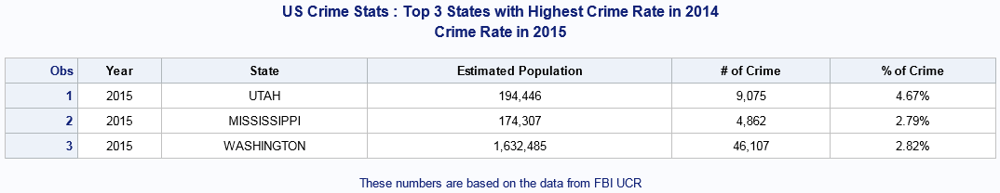 US Crime Stats : Top 3 States with Highest Crime Rate in 2014
Crime Rate in 2015
Obs Year State Estimated Population # of Crime % of Crime
1 2015 UTAH 194,446 9,075 4.67%
2 2015 MISSISSIPPI 174,307 4,862 2.79%
3 2015 WASHINGTON 1,632,485 46,107 2.82%
These numbers are based on the data from FBI UCR